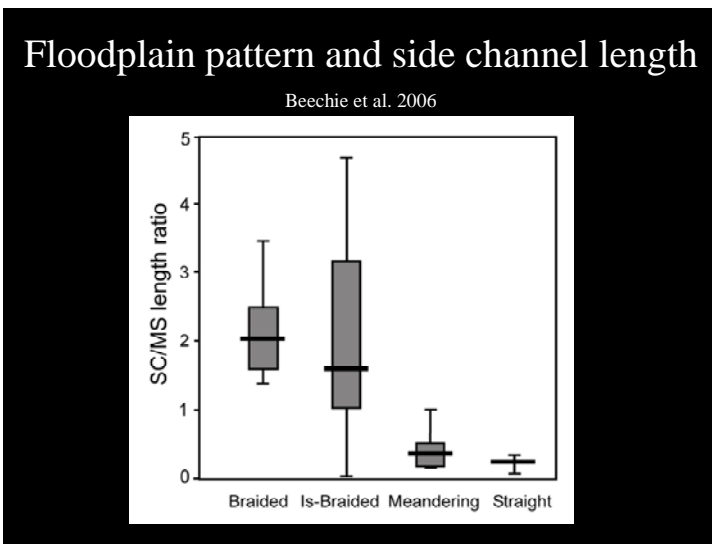 Floodplain pattern and side channel length
Beechie et al. 2006
SC/MS length ratio
5
4
3
2
1
0
Braided Is-Braided Meandering Straight